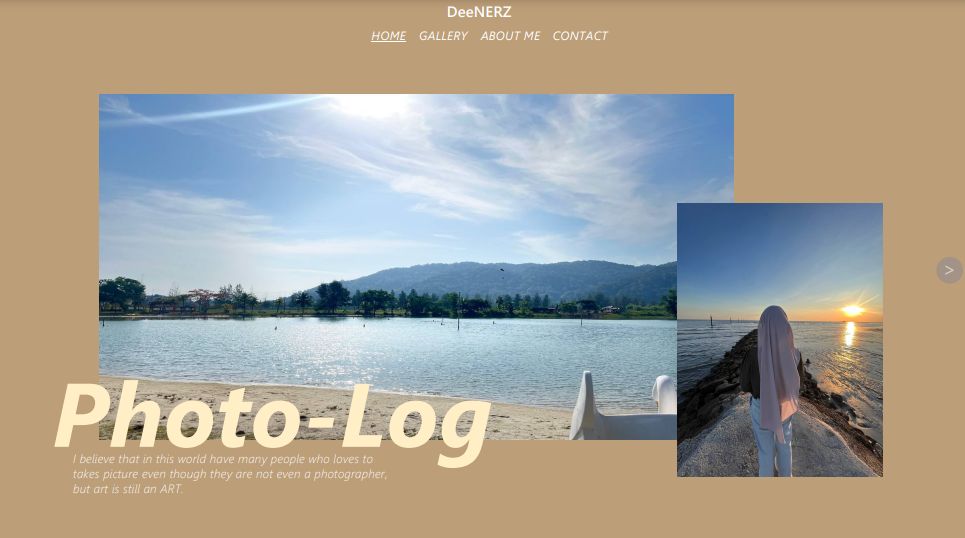 DeeNERZ
HOME GALLERY ABOUT ME CONTACT
>
Photo-Log
I believe that in this world have many people who loves to
takes picture even though they are not even a photographer,
but art is still an ART.